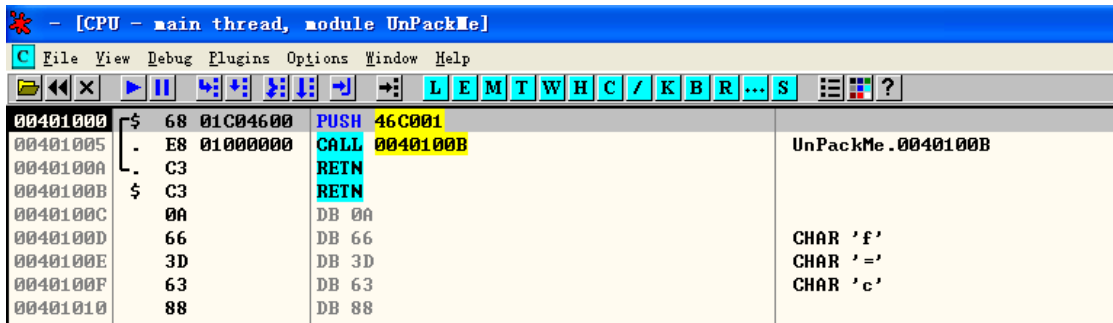 - [CPU - main thread, module UnPackMe]
C File View Debug Plugins Options Window Help
L E M T W H C / K B R ... S ?
00401000 $ 68 01C04600 PUSH 46C001
00401005 . E8 01000000 CALL 0040100B UnPackMe.0040100B
0040100A . C3 RETN
0040100B $ C3 RETN
0040100C 0A DB 0A
0040100D 66 DB 66 CHAR 'f'
0040100E 3D DB 3D CHAR '='
0040100F 63 DB 63 CHAR 'c'
00401010 88 DB 88